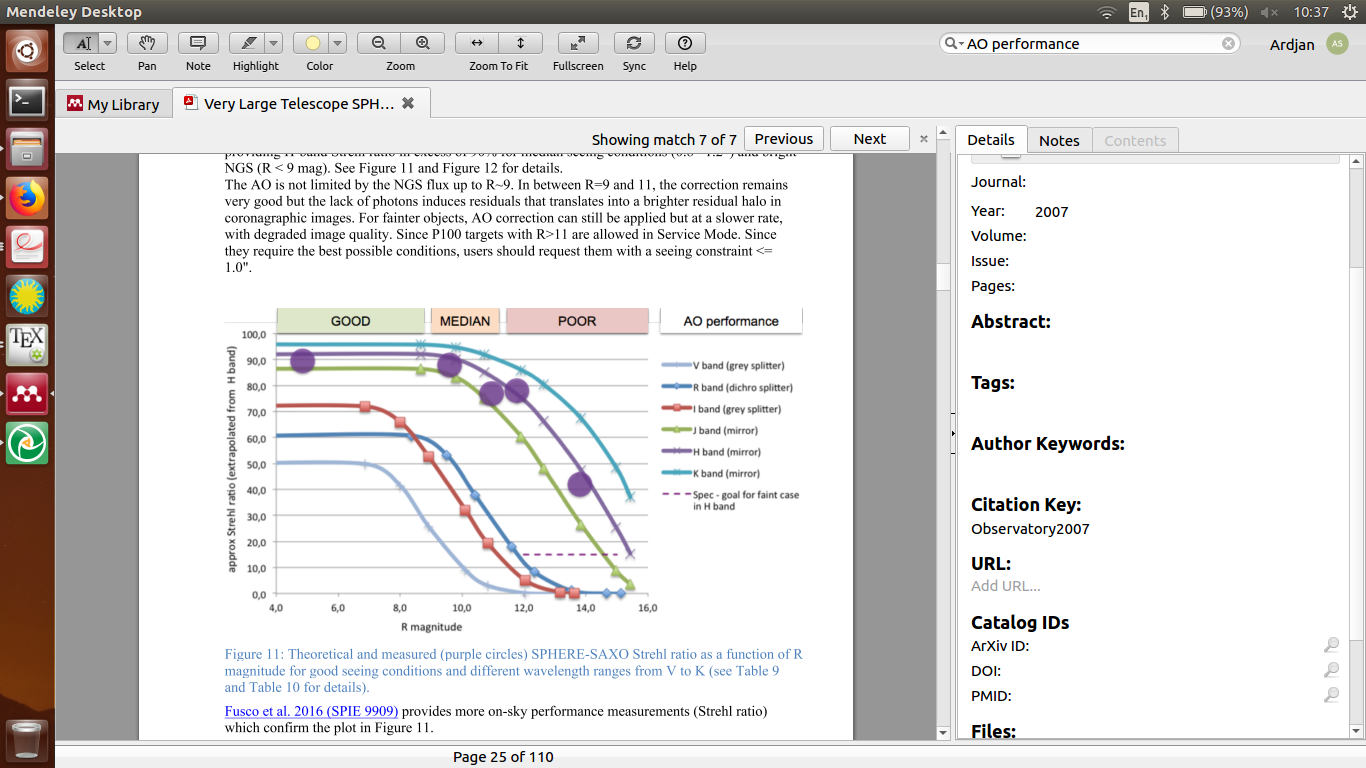 Mendeley Desktop
En1
(93%)
10:37
Select
Pan
Note
Highlight
Color
Zoom
Zoom To Fit
Fullscreen
Sync
Help
AO performance
Ardjan
AS
My Library
Very Large Telescope SPH...
Showing match 7 of 7
Previous
Next
NGS (R < 9 mag). See Figure 11 and Figure 12 for details.
The AO is not limited by the NGS flux up to R~9. In between R=9 and 11, the correction remains
very good but the lack of photons induces residuals that translates into a brighter residual halo in
coronagraphic images. For fainter objects, AO correction can still be applied but at a slower rate,
with degraded image quality. Since P100 targets with R>11 are allowed in Service Mode. Since
they require the best possible conditions, users should request them with a seeing constraint <=
1.0".
GOOD
MEDIAN
POOR
AO performance
approx Strehl ratio (extrapolated from H band)
100,0
90,0
80,0
70,0
60,0
50,0
40,0
30,0
20,0
10,0
0,0
4,0
6,0
8,0
10,0
12,0
14,0
16,0
R magnitude
V band (grey splitter)
R band (dichro splitter)
I band (grey splitter)
J band (mirror)
H band (mirror)
K band (mirror)
Spec - goal for faint case
in H band
Figure 11: Theoretical and measured (purple circles) SPHERE-SAXO Strehl ratio as a function of R
magnitude for good seeing conditions and different wavelength ranges from V to K (see Table 9
and Table 10 for details).
Fusco et al. 2016 (SPIE 9909) provides more on-sky performance measurements (Strehl ratio)
which confirm the plot in Figure 11.
Page 25 of 110
Details
Notes
Contents
Journal:
Year: 2007
Volume:
Issue:
Pages:
Abstract:
Tags:
Author Keywords:
Citation Key:
Observatory2007
URL:
Add URL...
Catalog IDs
ArXiv ID:
DOI:
PMID:
Files:
TEX